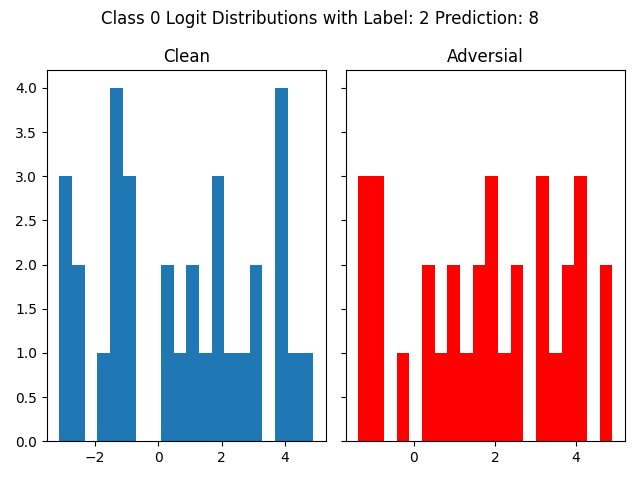 Class 0 Logit Distributions with Label: 2 Prediction: 8
Clean
Adversial
4.0
3.5
3.0
2.5
2.0
1.5
1.0
0.5
0.0
−2 0 2 4
0 2 4